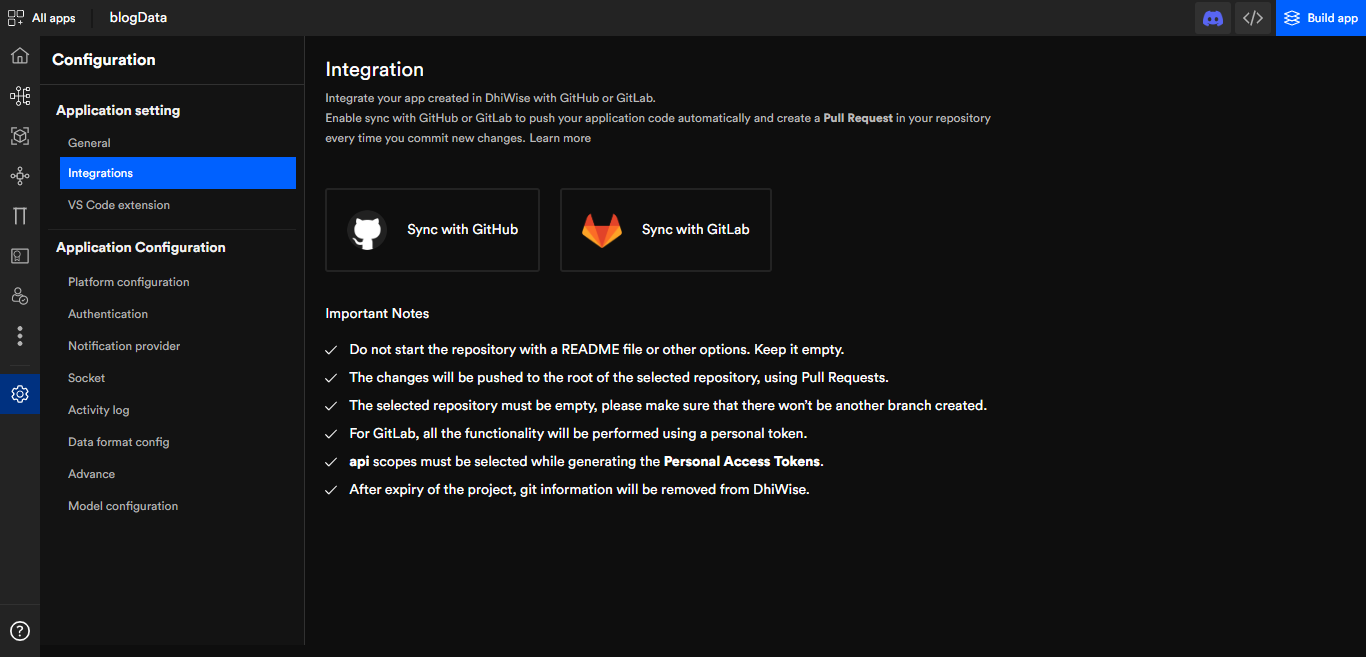 All apps
blogData
Build app
Configuration
Application setting
General
Integrations
VS Code extension
Application Configuration
Platform configuration
Authentication
Notification provider
Socket
Activity log
Data format config
Advance
Model configuration
Integration
Integrate your app created in DhiWise with GitHub or GitLab.
Enable sync with GitHub or GitLab to push your application code automatically and create a Pull Request in your repository
every time you commit new changes. Learn more
Sync with GitHub
Sync with GitLab
Important Notes
Do not start the repository with a README file or other options. Keep it empty.
The changes will be pushed to the root of the selected repository, using Pull Requests.
The selected repository must be empty, please make sure that there won't be another branch created.
For GitLab, all the functionality will be performed using a personal token.
api scopes must be selected while generating the Personal Access Tokens.
After expiry of the project, git information will be removed from DhiWise.